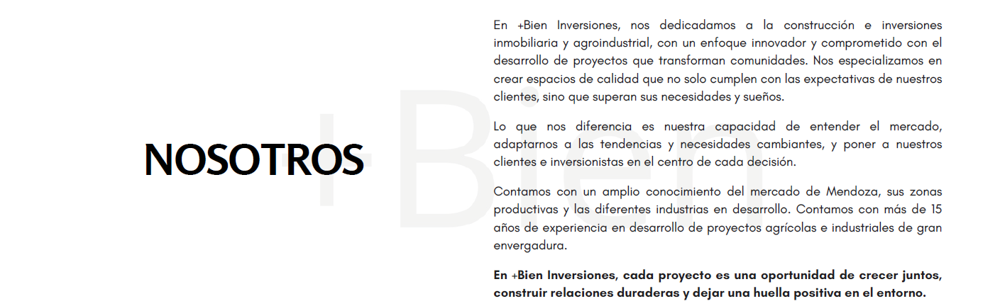 NOSOTROS
+Bien
En +Bien Inversiones, nos dedicadamos a la construcción e inversiones
inmobiliaria y agroindustrial, con un enfoque innovador y comprometido con el
desarrollo de proyectos que transforman comunidades. Nos especializamos en
crear espacios de calidad que no solo cumplen con las expectativas de nuestros
clientes, sino que superan sus necesidades y sueños.
Lo que nos diferencia es nuestra capacidad de entender el mercado,
adaptarnos a las tendencias y necesidades cambiantes, y poner a nuestros
clientes e inversionistas en el centro de cada decisión.
Contamos con un amplio conocimiento del mercado de Mendoza, sus zonas
productivas y las diferentes industrias en desarrollo. Contamos con más de 15
años de experiencia en desarrollo de proyectos agrícolas e industriales de gran
envergadura.
En +Bien Inversiones, cada proyecto es una oportunidad de crecer juntos,
construir relaciones duraderas y dejar una huella positiva en el entorno.